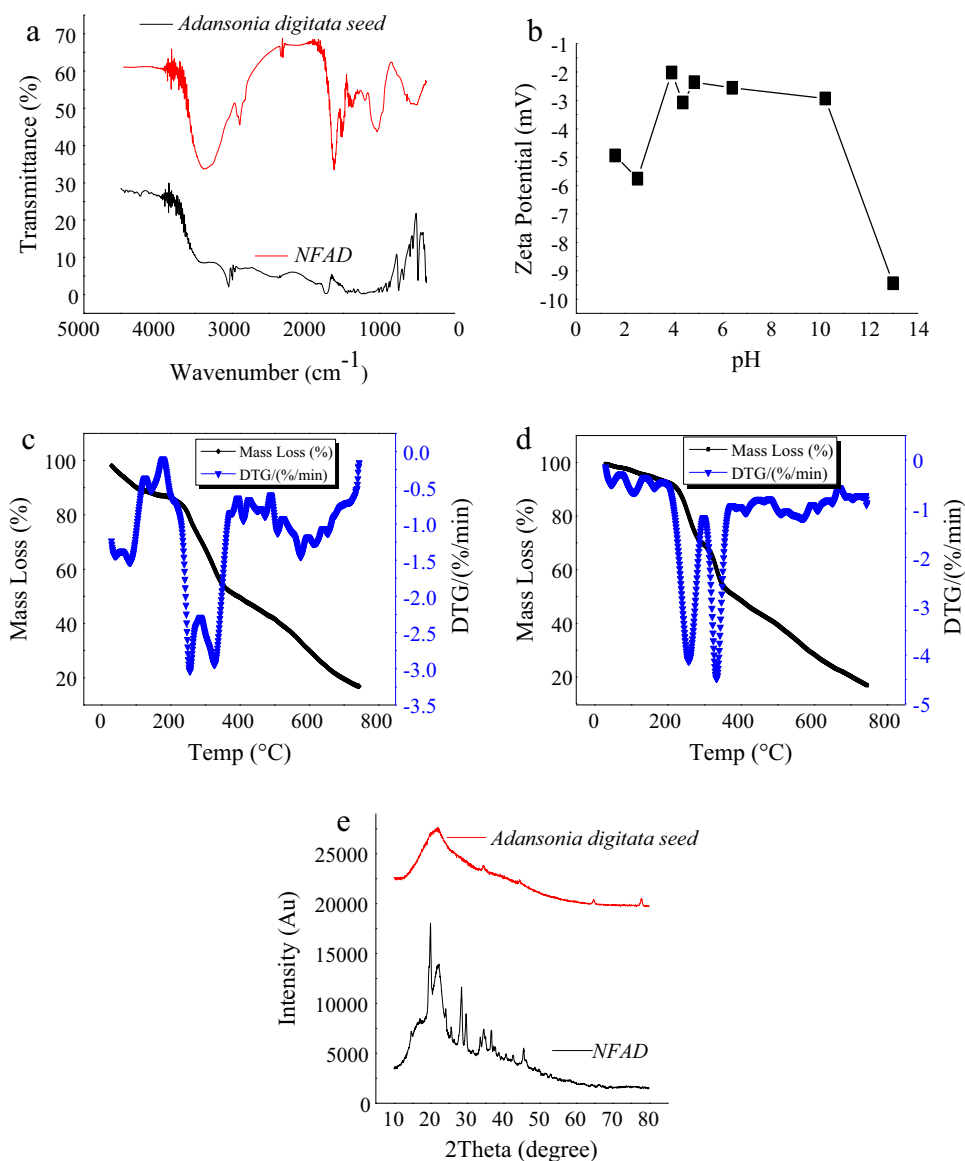 a
Adansonia digitata seed
70
60
50
40
30
20
10
0
NFAD
5000 4000 3000 2000 1000 0
Transmittance (%)
Wavenumber (cm-1)
b
-1
-2
-3
-4
-5
-6
-7
-8
-9
-10
0 2 4 6 8 10 12 14
Zeta Potential (mV)
pH
c
Mass Loss (%)
DTG/(%/min)
100
80
60
40
20
0.0
-0.5
-1.0
-1.5
-2.0
-2.5
-3.0
-3.5
0 200 400 600 800
Mass Loss (%)
DTG/(%/min)
Temp (°C)
d
Mass Loss (%)
DTG/(%/min)
100
80
60
40
20
0
-1
-2
-3
-4
-5
0 200 400 600 800
Mass Loss (%)
DTG/(%/min)
Temp (°C)
e
Adansonia digitata seed
25000
20000
15000
10000
5000
0
NFAD
10 20 30 40 50 60 70 80
Intensity (Au)
2Theta (degree)